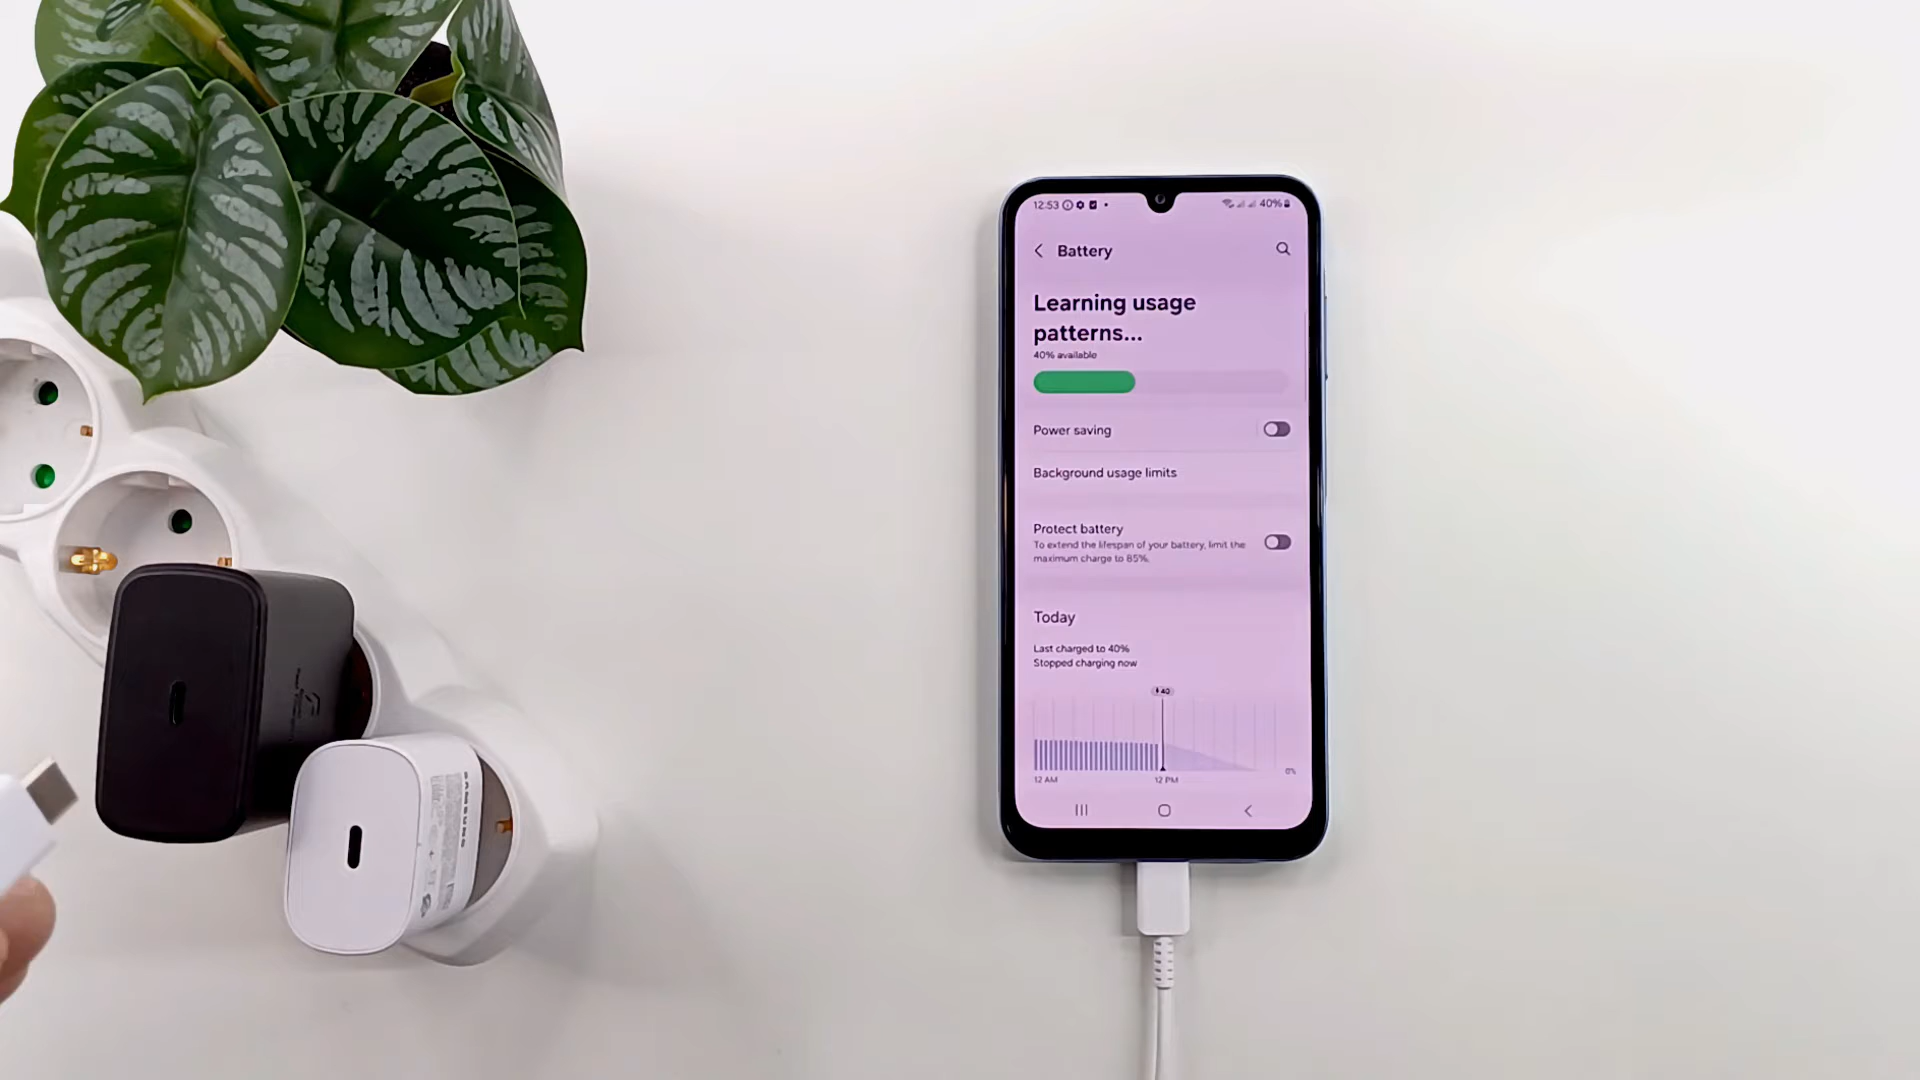 12:53
40%
Battery
Learning usage
patterns...
40% available
Power saving
Background usage limits
Protect battery
To extend the lifespan of your battery, limit the
maximum charge to 85%.
Today
Last charged to 40%
Stopped charging now
40
0%
12 AM
12 PM
SAMSUNG